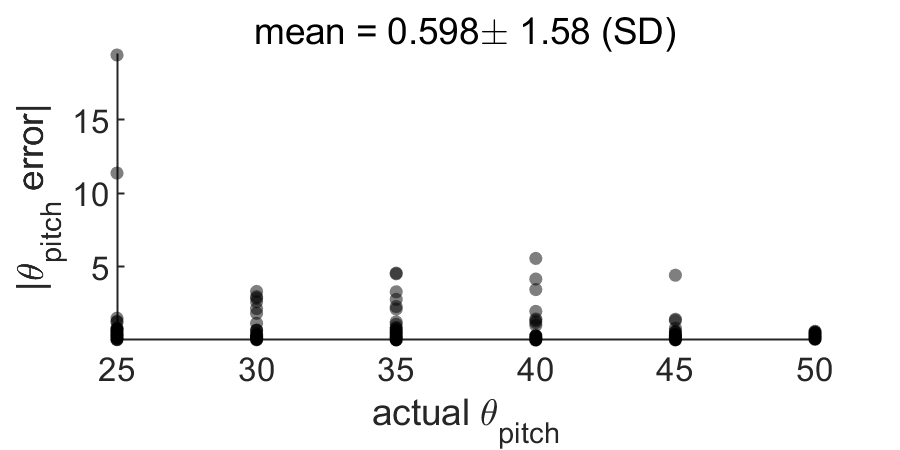 mean = 0.598± 1.58 (SD)
|θpitch error|
15
10
5
25 30 35 40 45 50
actual θpitch